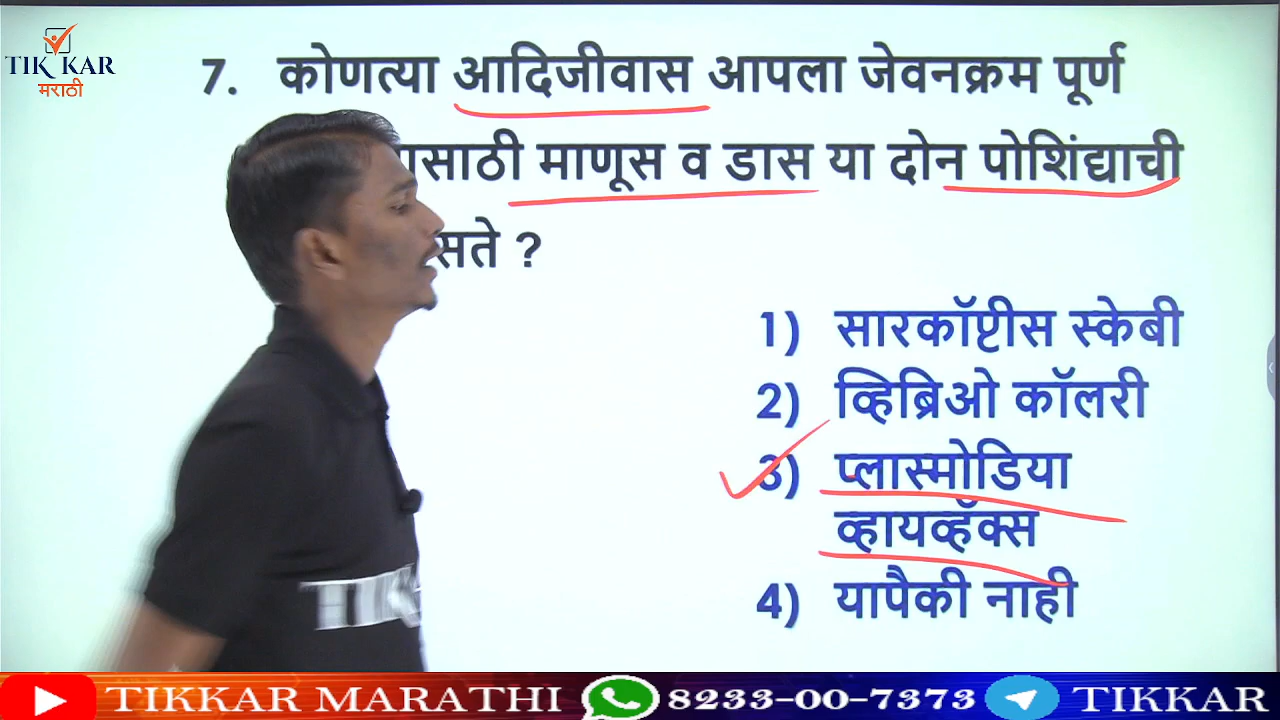 TIK KAR
मराठी
7. कोणत्या आदिजीवास आपला जेवनक्रम पूर्ण
माणूस व डास या दोन पोशिंद्याची
?
1) सारकॉप्टीस स्केबी
2) व्हिब्रिओ कॉलरी
3) प्लास्मोडिया
व्हायव्हॅक्स
4) यापैकी नाही
TIKKAR MARATHI 8233-00-7373 TIKKAR